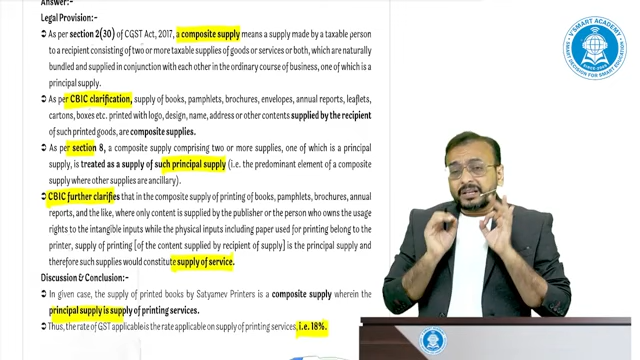 Answer:-
Legal Provision:-
➲ As per section 2(30) of CGST Act, 2017, a composite supply means a supply made by a taxable person
to a recipient consisting of two or more taxable supplies of goods or services or both, which are naturally
bundled and supplied in conjunction with each other in the ordinary course of business, one of which is a
principal supply.
➲ As per CBIC clarification, supply of books, pamphlets, brochures, envelopes, annual reports, leaflets,
cartons, boxes etc. printed with logo, design, name, address or other contents supplied by the recipient
of such printed goods, are composite supplies.
➲ As per section 8, a composite supply comprising two or more supplies, one of which is a principal
supply, is treated as a supply of such principal supply (i.e. the predominant element of a composite
supply where other supplies are ancillary).
➲ CBIC further clarifies that in the composite supply of printing of books, pamphlets, brochures, annual
reports, and the like, where only content is supplied by the publisher or the person who owns the usage
rights to the intangible inputs while the physical inputs including paper used for printing belong to the
printer, supply of printing [of the content supplied by recipient of supply] is the principal supply and
therefore such supplies would constitute supply of service.
Discussion & Conclusion:-
➲ In given case, the supply of printed books by Satyamev Printers is a composite supply wherein the
principal supply is supply of printing services.
➲ Thus, the rate of GST applicable is the rate applicable on supply of printing services, i.e. 18%.
V'SMART ACADEMY
SMART DECISION FOR SMART EDUCATION